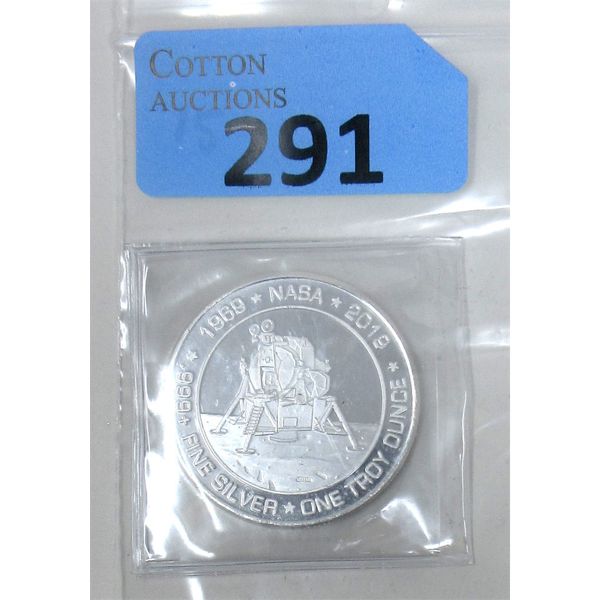 COTTON
AUCTIONS
291
1969 ★ NASA ★ 2019 ★
.999+ FINE SILVER ★ ONE TROY OUNCE